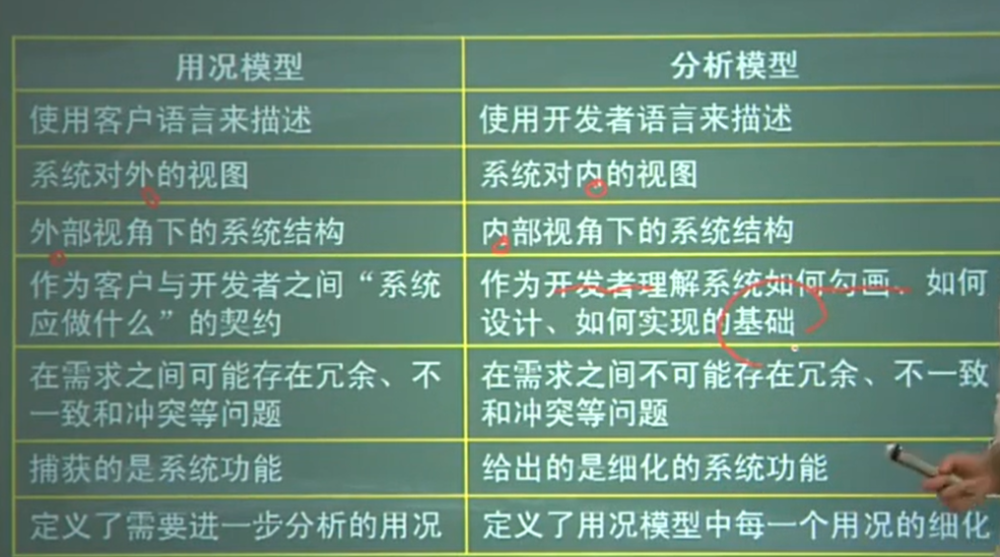 用况模型
分析模型
使用客户语言来描述
使用开发者语言来描述
系统对外的视图
系统对内的视图
外部视角下的系统结构
内部视角下的系统结构
作为客户与开发者之间“系统
应做什么”的契约
作为开发者理解系统如何勾画 如何
设计、如何实现的基础
在需求之间可能存在冗余、不
一致和冲突等问题
在需求之间不可能存在冗余、不一致
和冲突等问题
捕获的是系统功能
给出的是细化的系统功能
定义了需要进一步分析的用况
定义了用况模型中每一个用况的细化